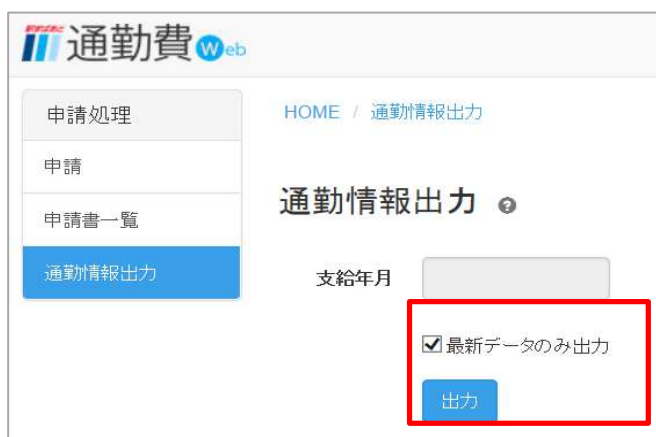 通勤費Web
申請処理
申請
申請書一覧
通勤情報出力
HOME / 通勤情報出力
通勤情報出力 ?
支給年月
最新データのみ出力
出力